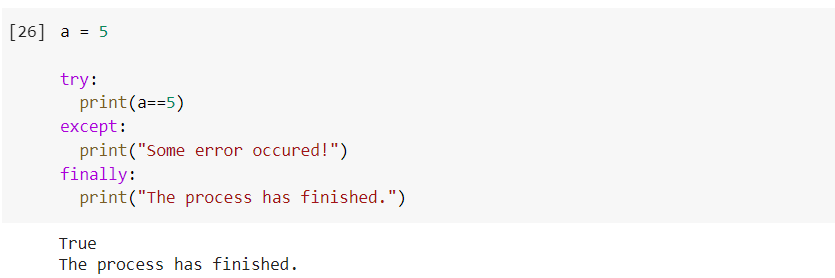 [26] a = 5
try:
print(a==5)
except:
print("Some error occured!")
finally:
print("The process has finished.")
True
The process has finished.